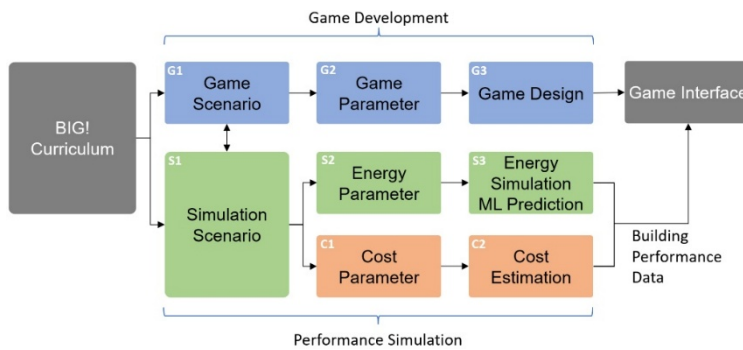 Game Development
BIG!
Curriculum
G1
Game
Scenario
G2
Game
Parameter
G3
Game Design
Game Interface
S1
Simulation
Scenario
S2
Energy
Parameter
S3
Energy
Simulation
ML Prediction
C1
Cost
Parameter
C2
Cost
Estimation
Building
Performance
Data
Performance Simulation